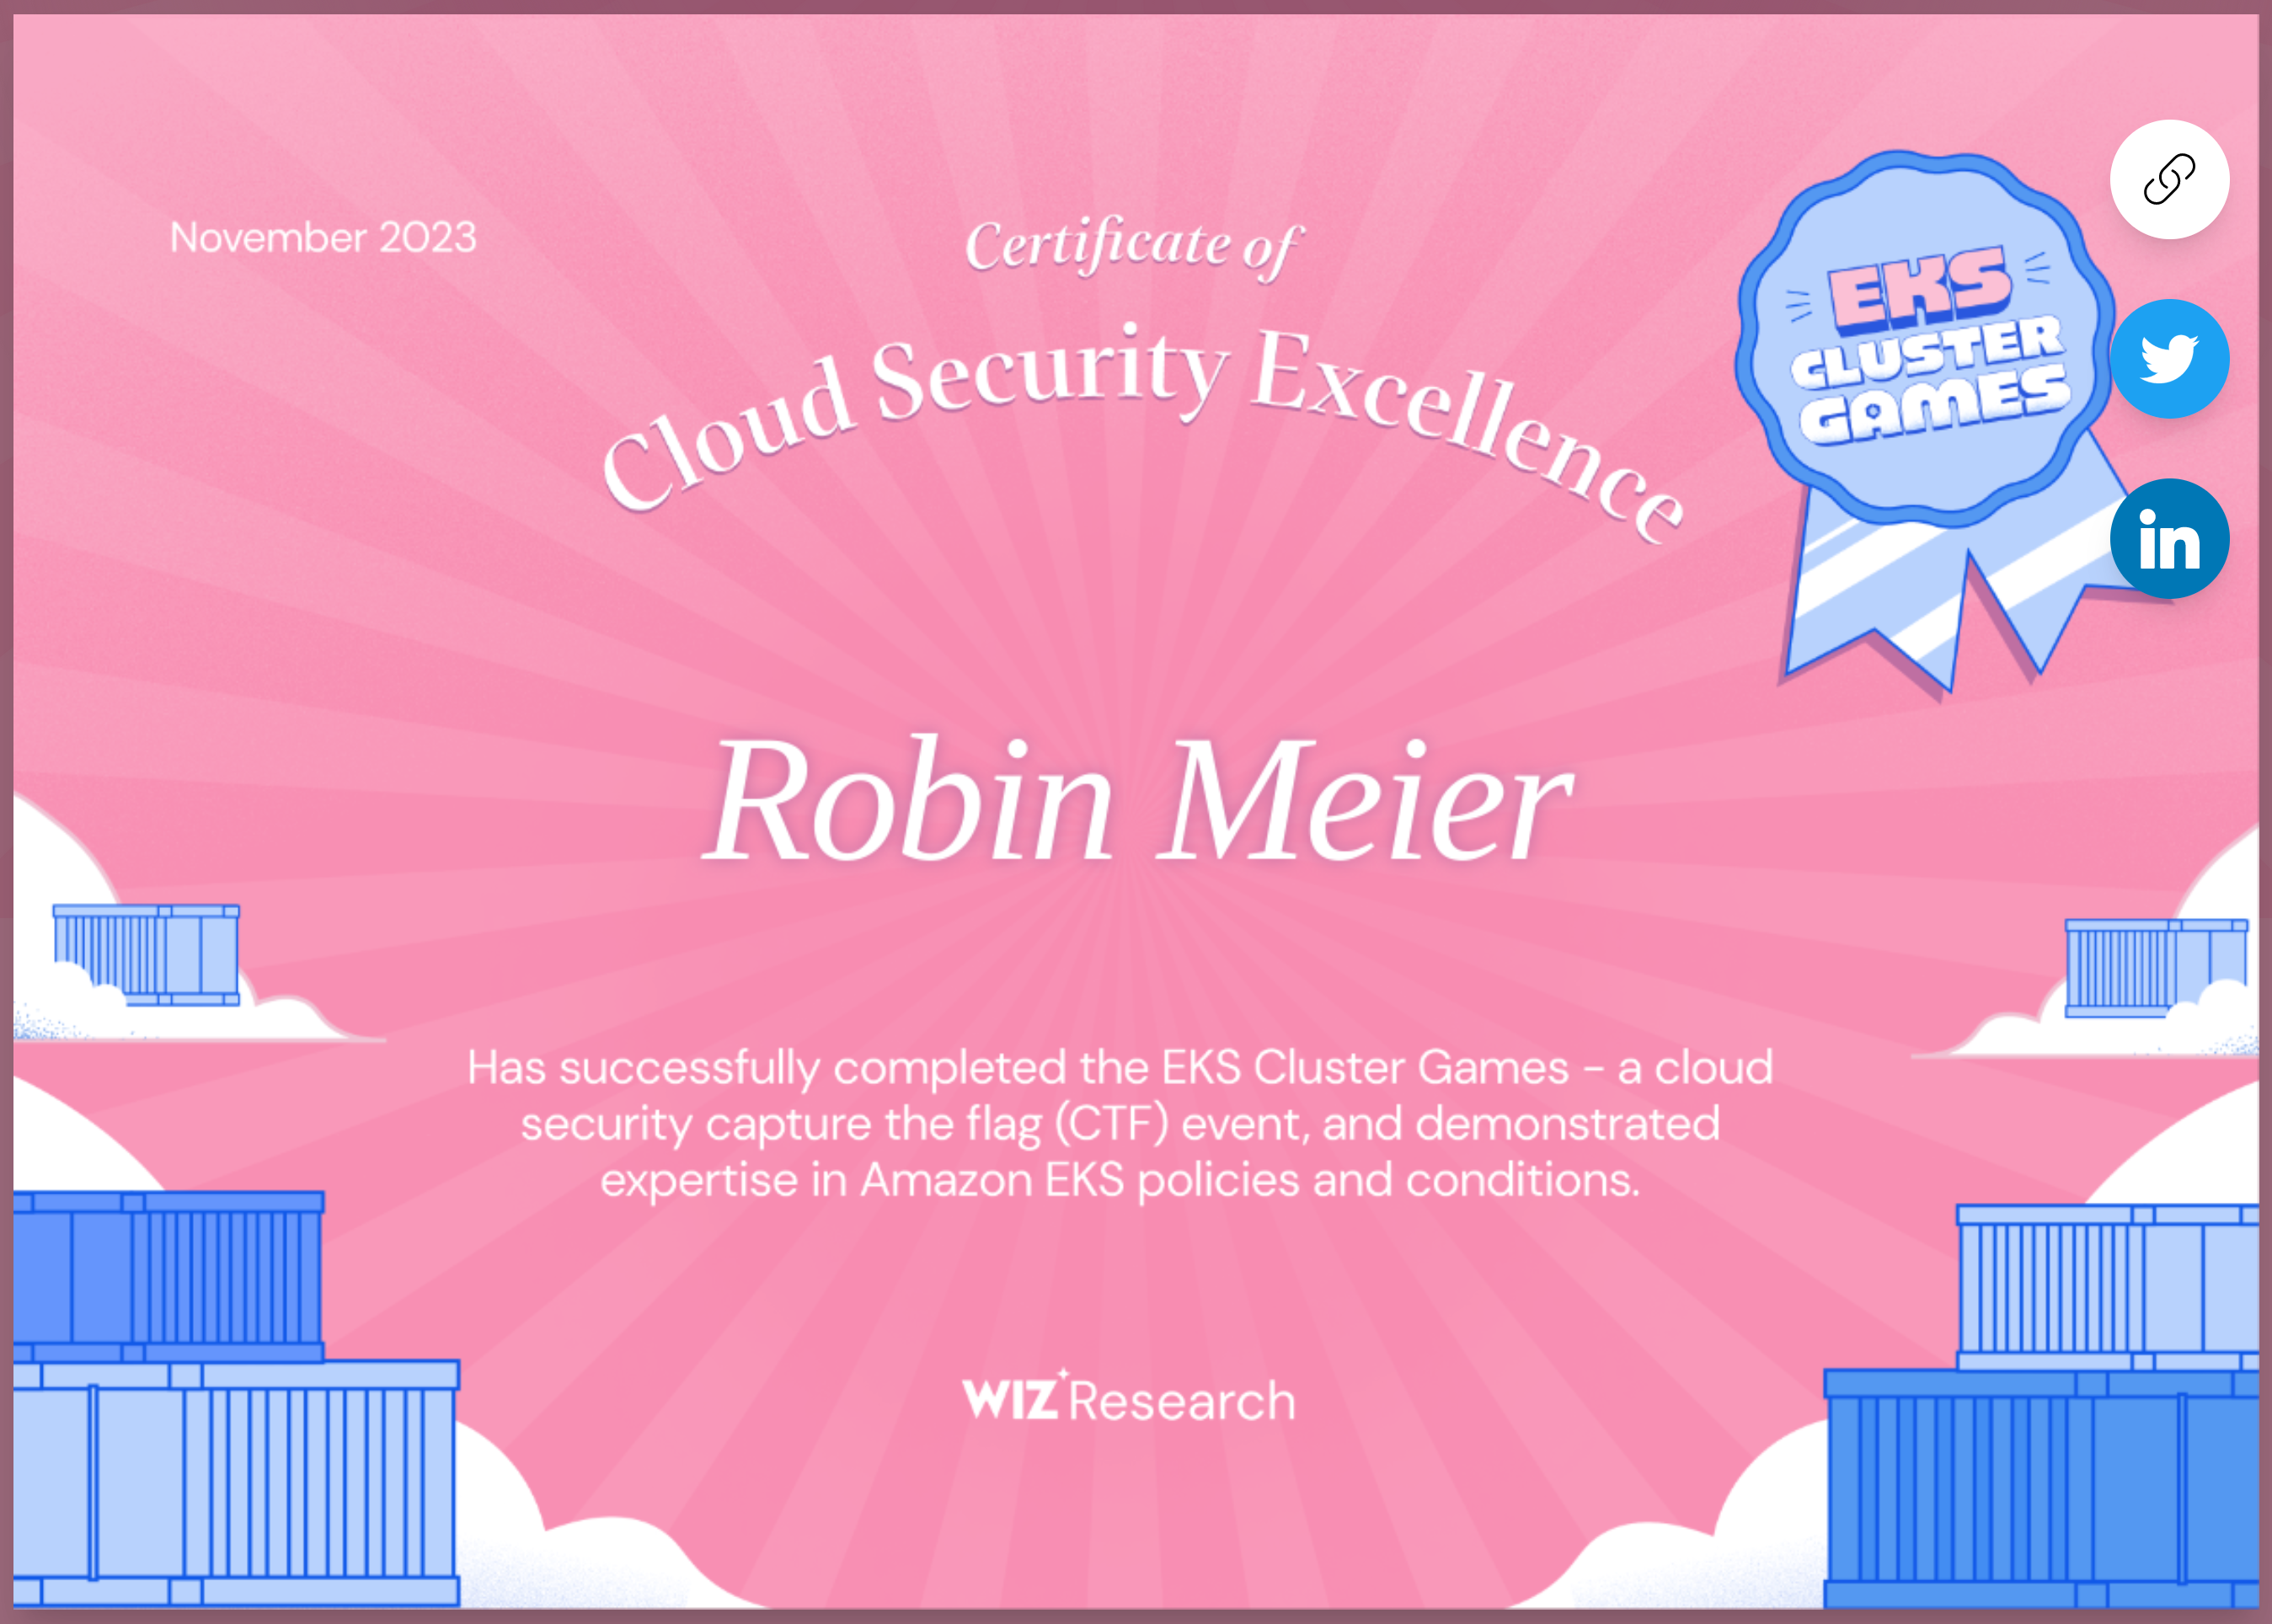 November 2023
Certificate of
Cloud Security Excellence
EKS
CLUSTER
GAMES
in
Robin Meier
Has successfully completed the EKS Cluster Games – a cloud
security capture the flag (CTF) event, and demonstrated
expertise in Amazon EKS policies and conditions.
WIZ Research